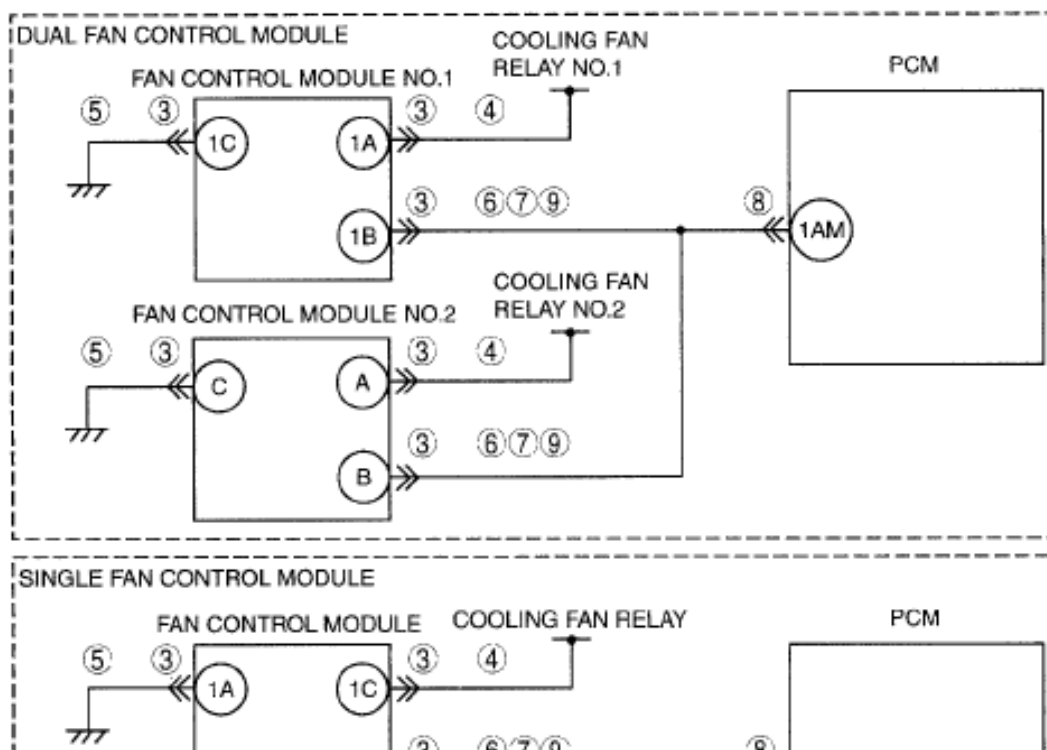 DUAL FAN CONTROL MODULE
COOLING FAN
RELAY NO.1
PCM
FAN CONTROL MODULE NO.1
⑤ ③ ③ ④
1C 1A
③ ⑥⑦⑨ ⑧
1B 1AM
COOLING FAN
RELAY NO.2
FAN CONTROL MODULE NO.2
⑤ ③ ③ ④
C A
③ ⑥⑦⑨
B
SINGLE FAN CONTROL MODULE
FAN CONTROL MODULE COOLING FAN RELAY PCM
⑤ ③ ③ ④
1A 1C
③ ⑥⑦⑨ ⑧